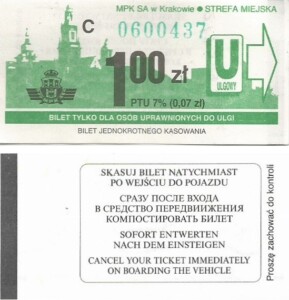 MPK SA w Krakowie • STREFA MIEJSKA
C 0600437
1.00 zł
U
ULGOWY
PTU 7% (0,07 zł)
BILET TYLKO DLA OSÓB UPRAWNIONYCH DO ULGI
BILET JEDNOKROTNEGO KASOWANIA
SKASUJ BILET NATYCHMIAST
PO WEJŚCIU DO POJAZDU
СРАЗУ ПОСЛЕ ВХОДА
В СРЕДСТВО ПЕРЕДВИЖЕНИЯ
КОМПОСТИРОВАТЬ БИЛЕТ
SOFORT ENTWERTEN
NACH DEM EINSTEIGEN
CANCEL YOUR TICKET IMMEDIATELY
ON BOARDING THE VEHICLE
Proszę zachować do kontroli